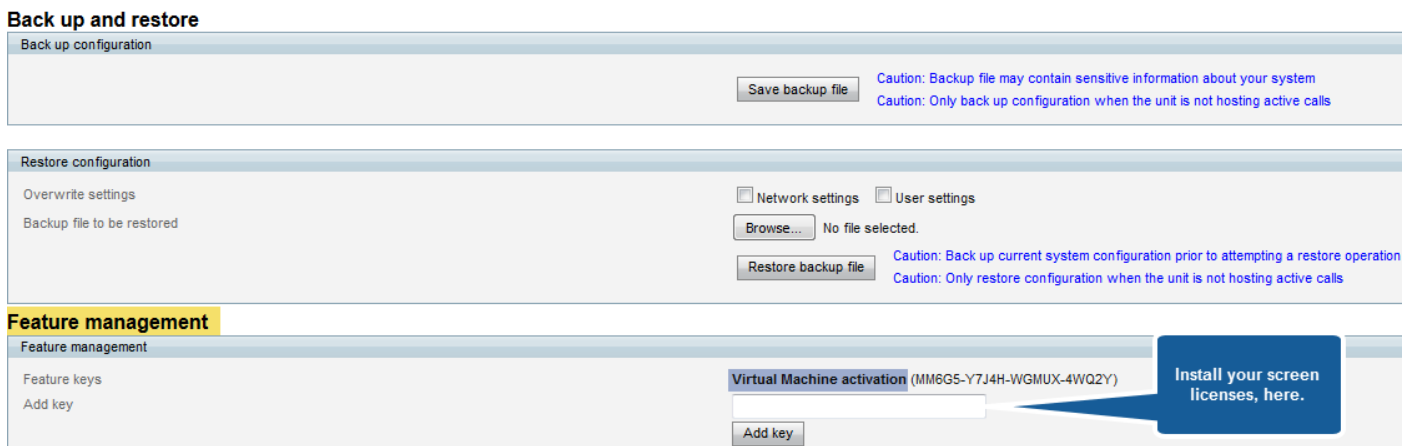 Back up and restore
Back up configuration
Save backup file
Caution: Backup file may contain sensitive information about your system
Caution: Only back up configuration when the unit is not hosting active calls
Restore configuration
Overwrite settings
Network settings
User settings
Backup file to be restored
Browse...
No file selected.
Restore backup file
Caution: Back up current system configuration prior to attempting a restore operation
Caution: Only restore configuration when the unit is not hosting active calls
Feature management
Feature management
Feature keys
Virtual Machine activation (MM6G5-Y7J4H-WGMUX-4WQ2Y)
Add key
Add key
Install your screen
licenses, here.